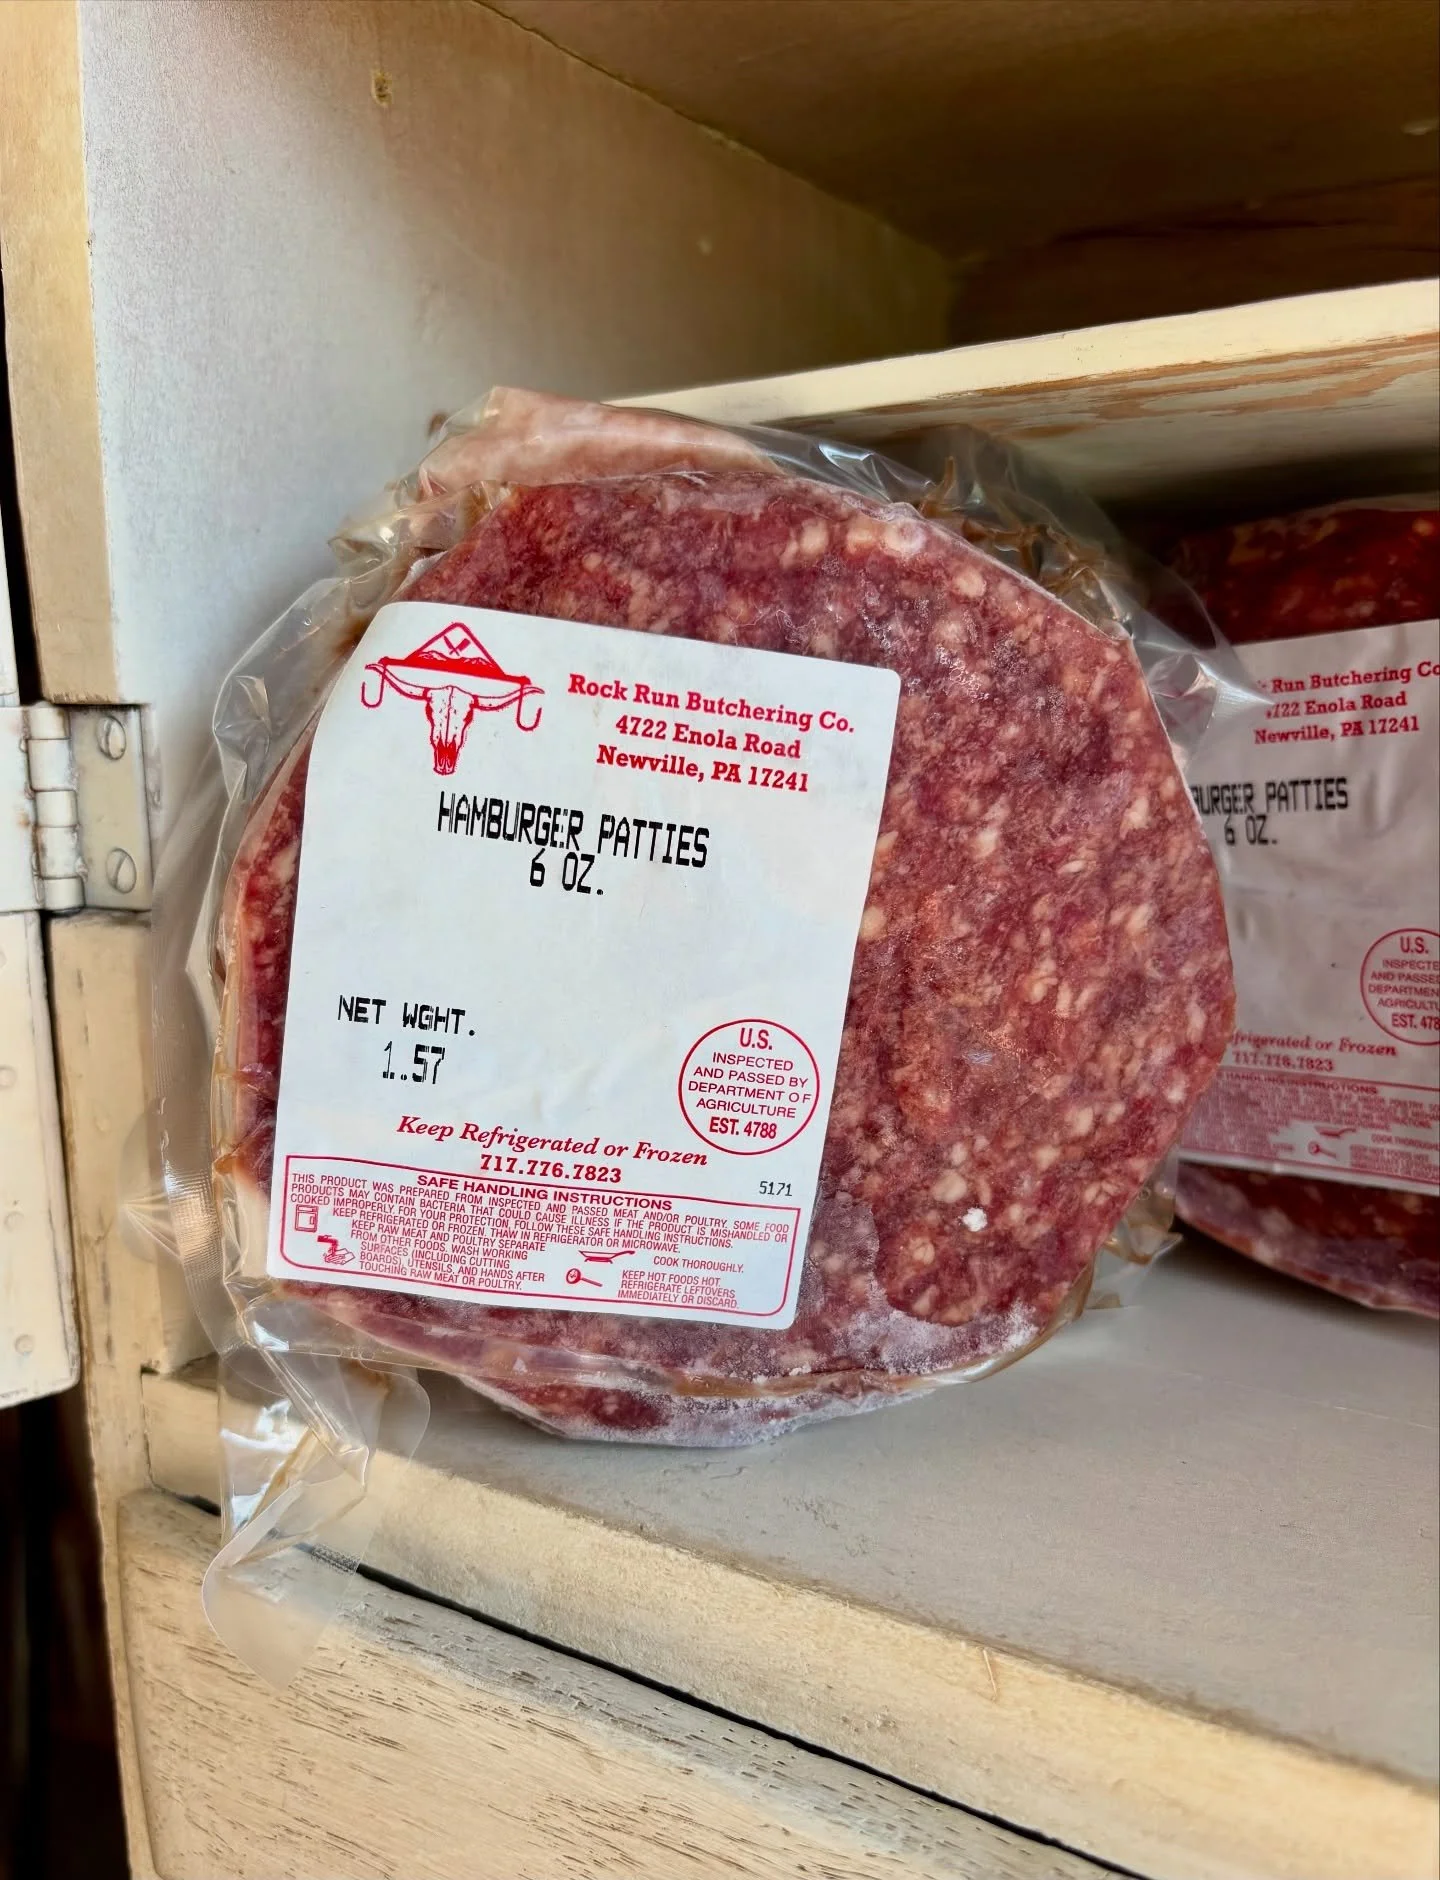 Rock Run Butchering Co.
4722 Enola Road
Newville, PA 17241
HAMBURGER PATTIES
6 OZ.
NET WGHT.
1.57
U.S.
INSPECTED
AND PASSED BY
DEPARTMENT OF
AGRICULTURE
EST. 4788
Keep Refrigerated or Frozen
717.776.7823
5171
SAFE HANDLING INSTRUCTIONS
THIS PRODUCT WAS PREPARED FROM INSPECTED AND PASSED MEAT AND/OR POULTRY. SOME FOOD
PRODUCTS MAY CONTAIN BACTERIA THAT COULD CAUSE ILLNESS IF THE PRODUCT IS MISHANDLED OR
COOKED IMPROPERLY. FOR YOUR PROTECTION, FOLLOW THESE SAFE HANDLING INSTRUCTIONS.
KEEP REFRIGERATED OR FROZEN. THAW IN REFRIGERATOR OR MICROWAVE.
KEEP RAW MEAT AND POULTRY SEPARATE
FROM OTHER FOODS. WASH WORKING
SURFACES (INCLUDING CUTTING
BOARDS), UTENSILS, AND HANDS AFTER
TOUCHING RAW MEAT OR POULTRY.
COOK THOROUGHLY.
KEEP HOT FOODS HOT.
REFRIGERATE LEFTOVERS
IMMEDIATELY OR DISCARD.
Run Butchering Co
4722 Enola Road
Newville, PA 17241
BURGER PATTIES
6 OZ.
U.S.
INSPECTE
AND PASSED
DEPARTMEN
AGRICULTU
EST. 478
frigerated or Frozen
717.776.7823
HANDLING INSTRUCTIONS